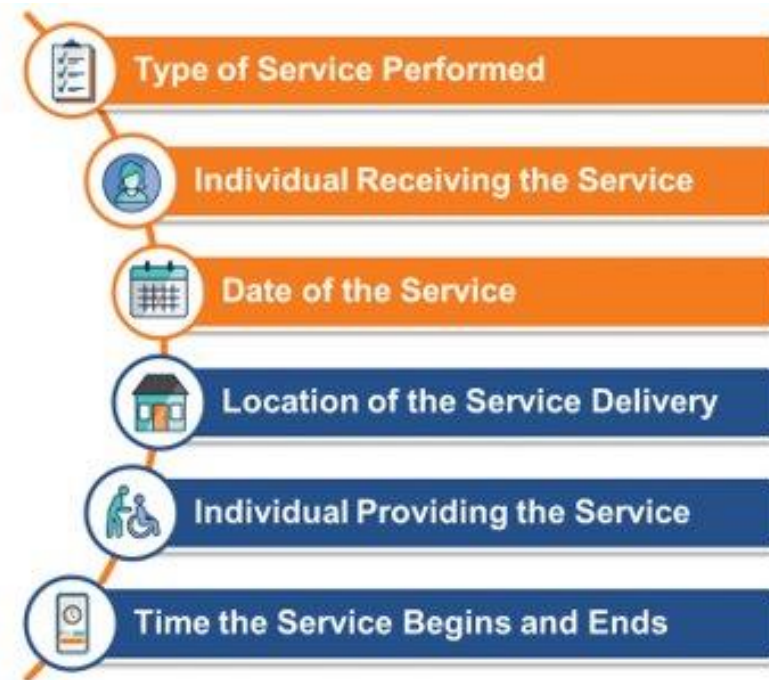 Type of Service Performed
Individual Receiving the Service
Date of the Service
Location of the Service Delivery
Individual Providing the Service
Time the Service Begins and Ends